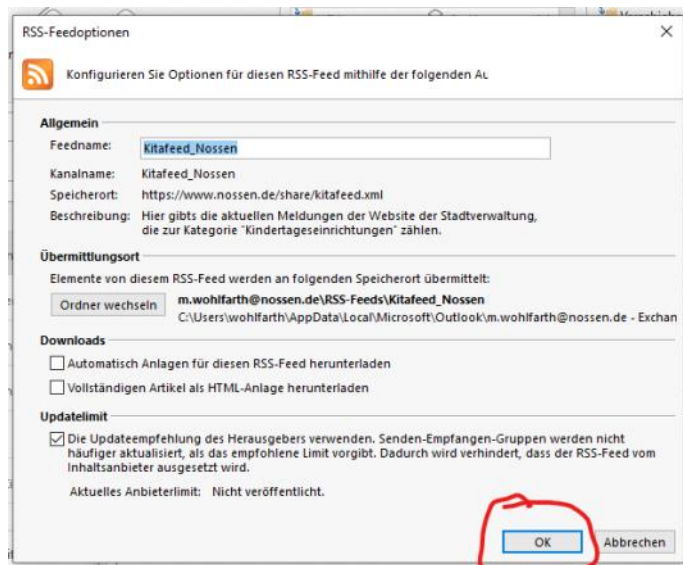 RSS-Feedoptionen
Konfigurieren Sie Optionen für diesen RSS-Feed mithilfe der folgenden Au
Allgemein
Feedname: Kitafeed_Nossen
Kanalname: Kitafeed_Nossen
Speicherort: https://www.nossen.de/share/kitafeed.xml
Beschreibung: Hier gibts die aktuellen Meldungen der Website der Stadtverwaltung,
die zur Kategorie "Kindertageseinrichtungen" zählen.
Übermittlungsort
Elemente von diesem RSS-Feed werden an folgenden Speicherort übermittelt:
Ordner wechseln m.wohlfarth@nossen.de\RSS-Feeds\Kitafeed_Nossen
C:\Users\wohlfarth\AppData\Local\Microsoft\Outlook\m.wohlfarth@nossen.de - Exchan
Downloads
Automatisch Anlagen für diesen RSS-Feed herunterladen
Vollständigen Artikel als HTML-Anlage herunterladen
Updatelimit
Die Updateempfehlung des Herausgebers verwenden. Senden-Empfangen-Gruppen werden nicht
häufiger aktualisiert, als das empfohlene Limit vorgibt. Dadurch wird verhindert, dass der RSS-Feed vom
Inhaltsanbieter ausgesetzt wird.
Aktuelles Anbieterlimit: Nicht veröffentlicht.
OK Abbrechen